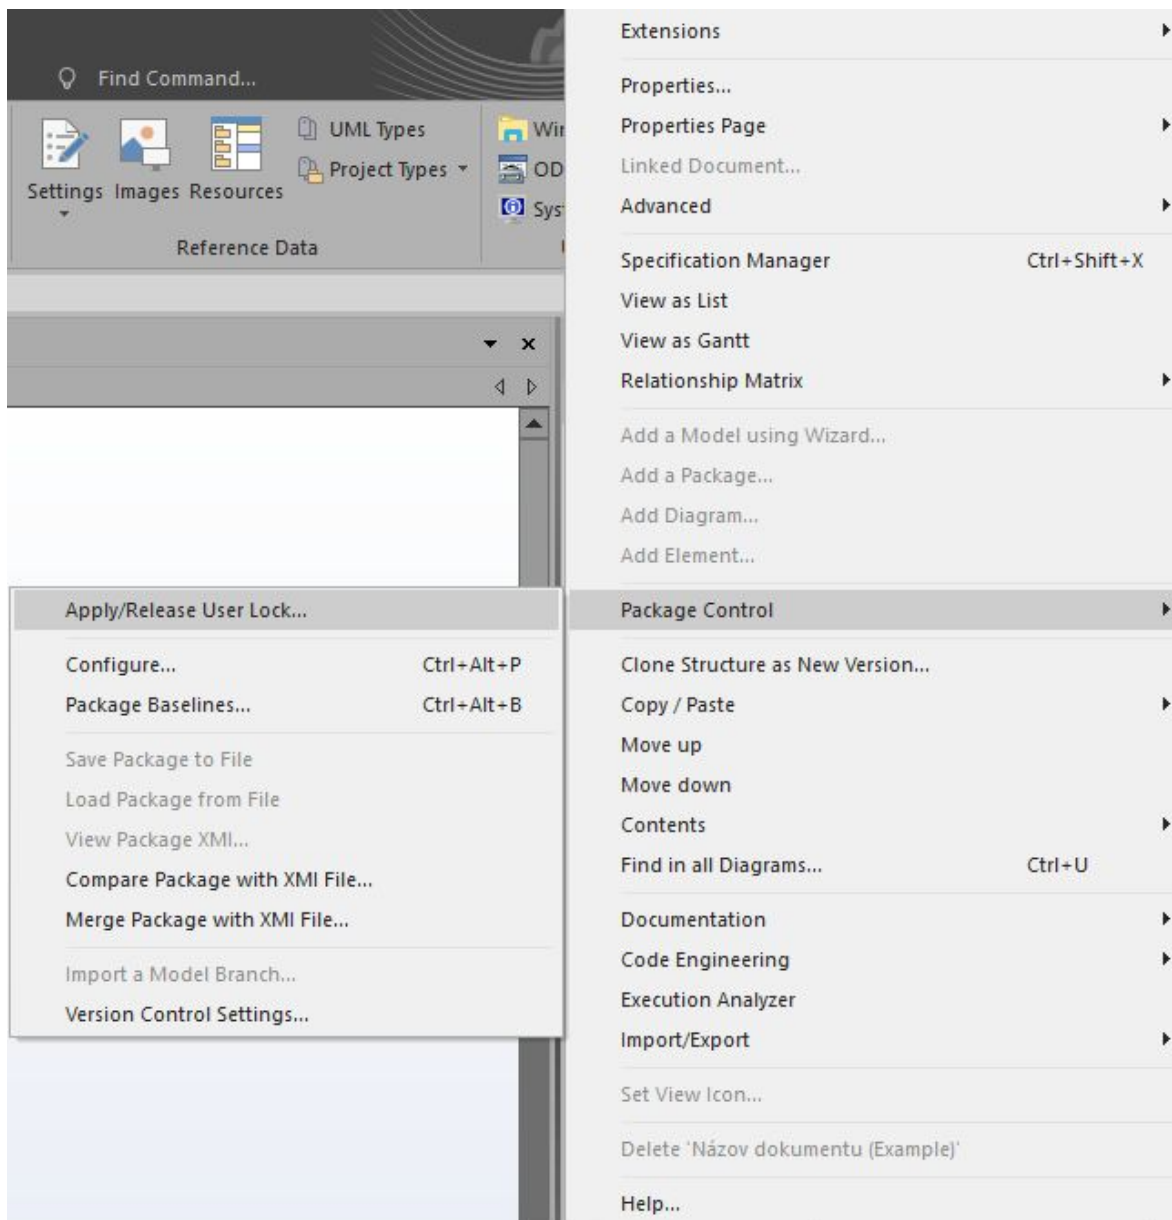 Find Command...
UML Types
Project Types
Settings Images Resources
Reference Data
Extensions
Properties...
Properties Page
Linked Document...
Advanced
Specification Manager Ctrl+Shift+X
View as List
View as Gantt
Relationship Matrix
Add a Model using Wizard...
Add a Package...
Add Diagram...
Add Element...
Package Control
Clone Structure as New Version...
Copy / Paste
Move up
Move down
Contents
Find in all Diagrams... Ctrl+U
Documentation
Code Engineering
Execution Analyzer
Import/Export
Set View Icon...
Delete 'Názov dokumentu (Example)'
Help...
Apply/Release User Lock...
Configure... Ctrl+Alt+P
Package Baselines... Ctrl+Alt+B
Save Package to File
Load Package from File
View Package XMI...
Compare Package with XMI File...
Merge Package with XMI File...
Import a Model Branch...
Version Control Settings...